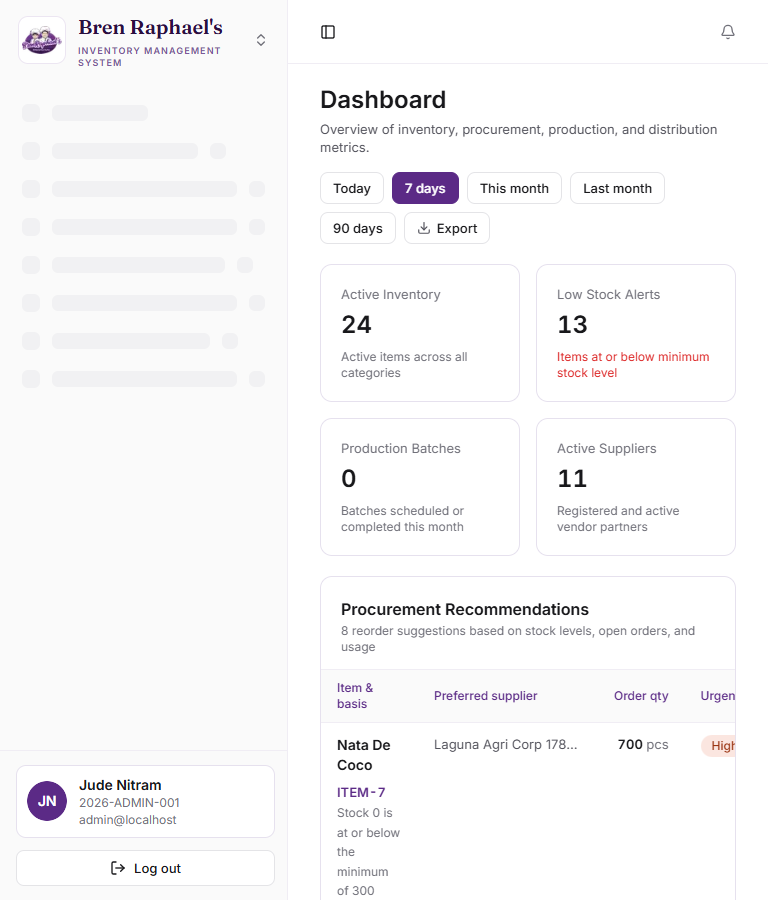 Bren Raphael's
INVENTORY MANAGEMENT
SYSTEM
Jude Nitram
2026-ADMIN-001
admin@localhost
JN
Log out
Dashboard
Overview of inventory, procurement, production, and distribution
metrics.
Today
7 days
This month
Last month
90 days
Export
Active Inventory
24
Active items across all
categories
Low Stock Alerts
13
Items at or below minimum
stock level
Production Batches
0
Batches scheduled or
completed this month
Active Suppliers
11
Registered and active
vendor partners
Procurement Recommendations
8 reorder suggestions based on stock levels, open orders, and
usage
Item &
basis
Preferred supplier
Order qty
Urgen
Nata De
Coco
ITEM-7
Stock 0 is
at or below
the
minimum
of 300
Laguna Agri Corp 178...
700 pcs
High